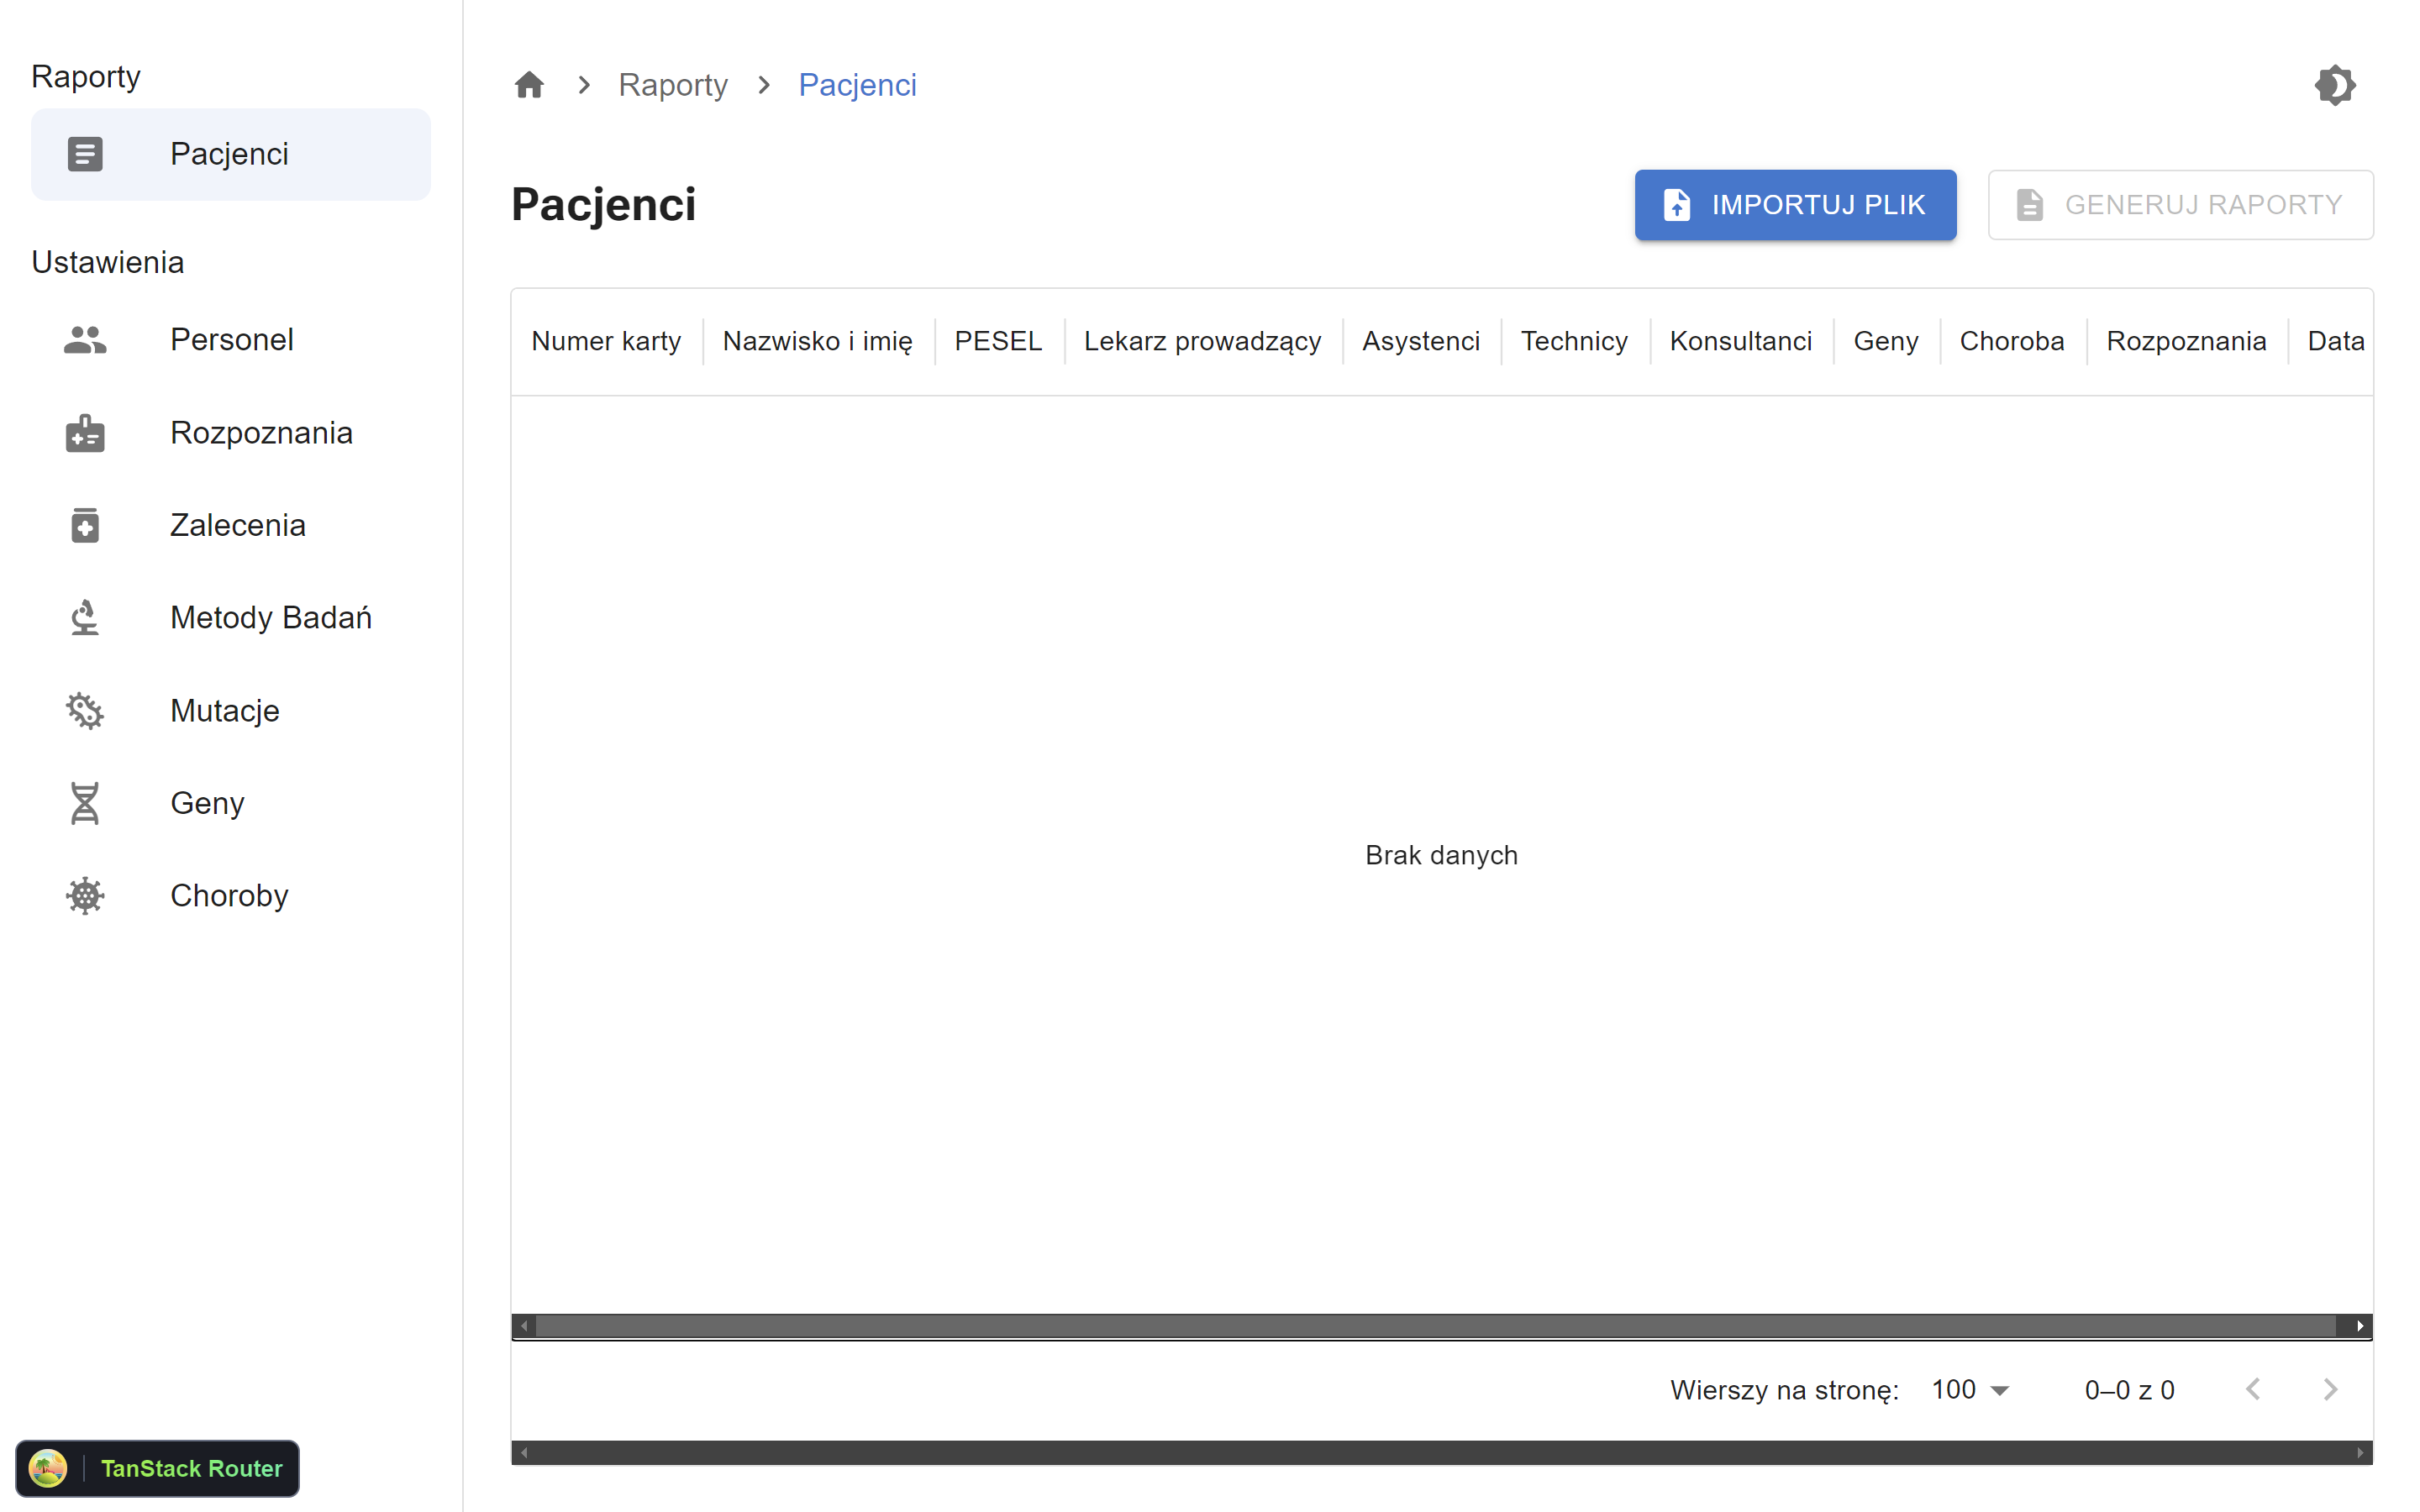 Raporty
Pacjenci
Ustawienia
Personel
Rozpoznania
Zalecenia
Metody Badań
Mutacje
Geny
Choroby
TanStack Router
Raporty Pacjenci
Pacjenci
IMPORTUJ PLIK GENERUJ RAPORTY
Numer karty Nazwisko i imię PESEL Lekarz prowadzący Asystenci Technicy Konsultanci Geny Choroba Rozpoznania Data
Brak danych
Wierszy na stronę: 100 0–0 z 0